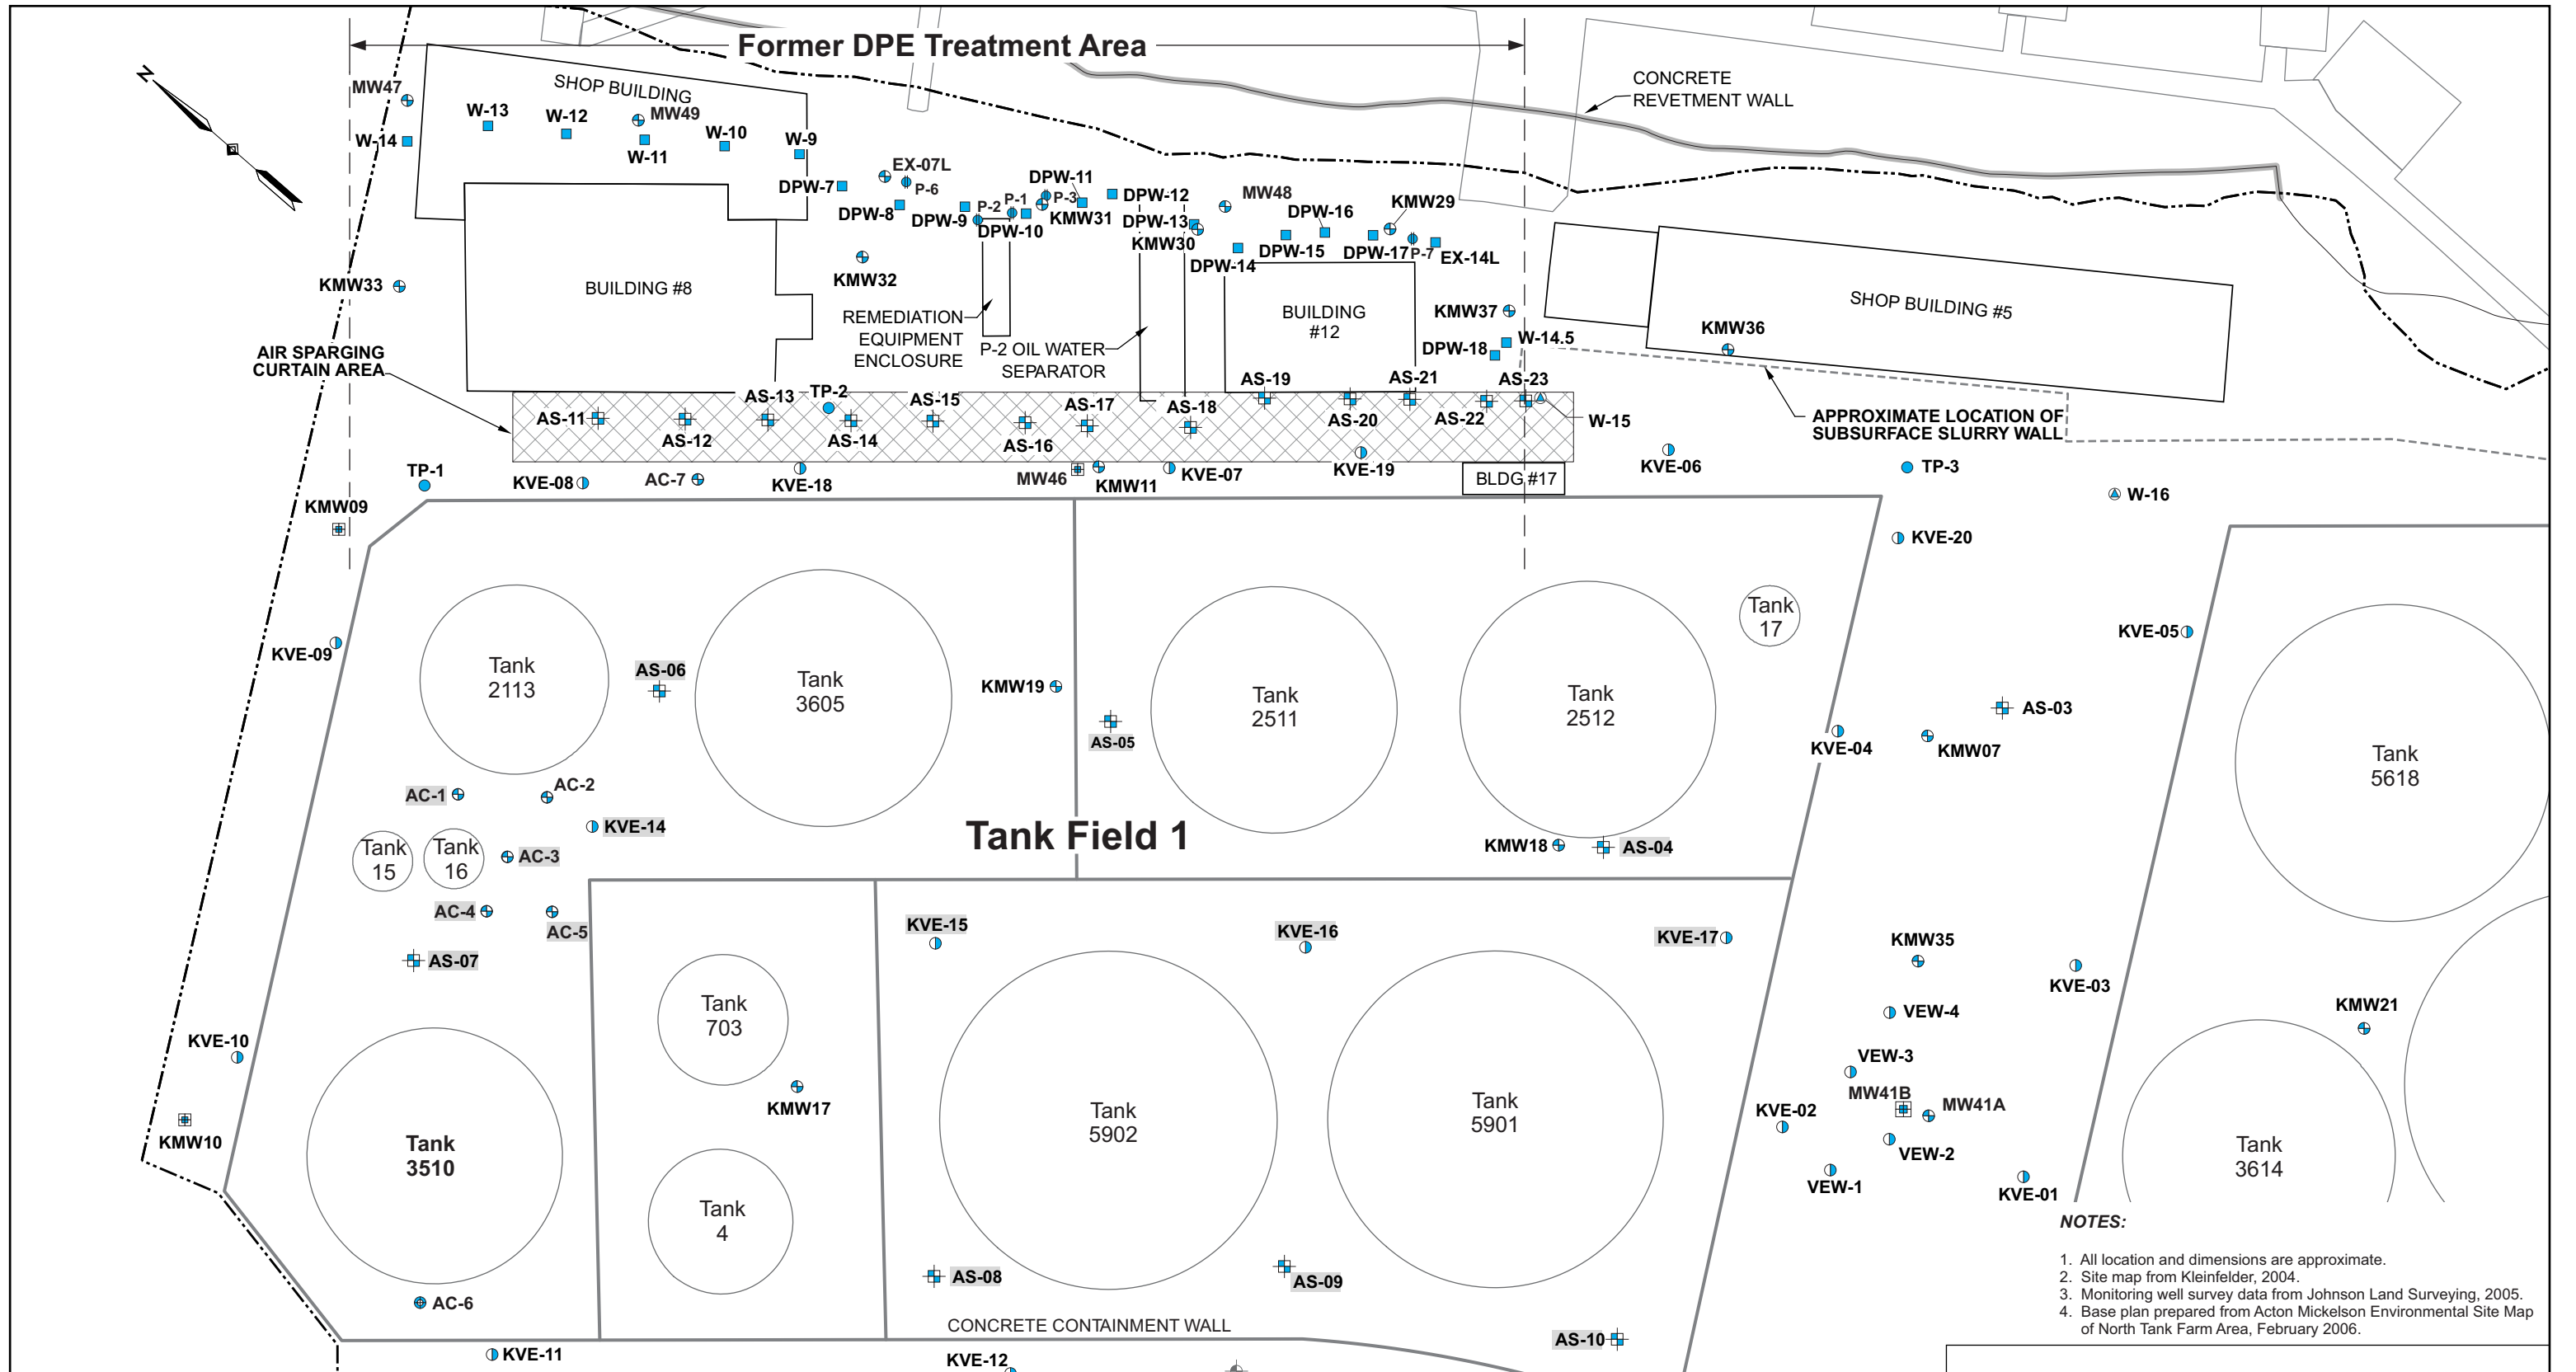 Former DPE Treatment Area
N
SHOP BUILDING
CONCRETE
REVETMENT WALL
MW47
W-14
W-13
W-12
MW49
W-11
W-10
W-9
DPW-7
EX-07L
P-6
DPW-8
DPW-9
P-2
P-1
DPW-10
DPW-11
P-3
KMW31
DPW-12
DPW-13
KMW30
MW48
DPW-14
DPW-15
DPW-16
KMW29
DPW-17
P-7
EX-14L
KMW33
BUILDING #8
KMW32
REMEDIATION
EQUIPMENT
ENCLOSURE
P-2 OIL WATER
SEPARATOR
BUILDING
#12
KMW37
W-14.5
DPW-18
SHOP BUILDING #5
KMW36
AIR SPARGING
CURTAIN AREA
AS-11
AS-12
AS-13
TP-2
AS-14
AS-15
AS-16
AS-17
AS-18
AS-19
AS-20
AS-21
AS-22
AS-23
W-15
APPROXIMATE LOCATION OF
SUBSURFACE SLURRY WALL
TP-1
KVE-08
AC-7
KVE-18
MW46
KMW11
KVE-07
KVE-19
BLDG #17
KVE-06
TP-3
W-16
KMW09
KVE-20
KVE-09
Tank
2113
AS-06
Tank
3605
KMW19
AS-05
Tank
2511
Tank
2512
Tank
17
KVE-05
AS-03
KVE-04
KMW07
Tank
5618
AC-1
AC-2
KVE-14
Tank
15
Tank
16
AC-3
Tank Field 1
KMW18
AS-04
AC-4
AC-5
AS-07
KVE-15
KVE-16
KVE-17
KMW35
KVE-03
VEW-4
KMW21
KVE-10
KMW10
Tank
703
KMW17
Tank
3510
Tank
4
Tank
5902
Tank
5901
VEW-3
MW41B
MW41A
KVE-02
VEW-2
VEW-1
KVE-01
Tank
3614
AC-6
AS-08
AS-09
AS-10
CONCRETE CONTAINMENT WALL
KVE-11
KVE-12
NOTES:
1. All location and dimensions are approximate.
2. Site map from Kleinfelder, 2004.
3. Monitoring well survey data from Johnson Land Surveying, 2005.
4. Base plan prepared from Acton Mickelson Environmental Site Map
of North Tank Farm Area, February 2006.